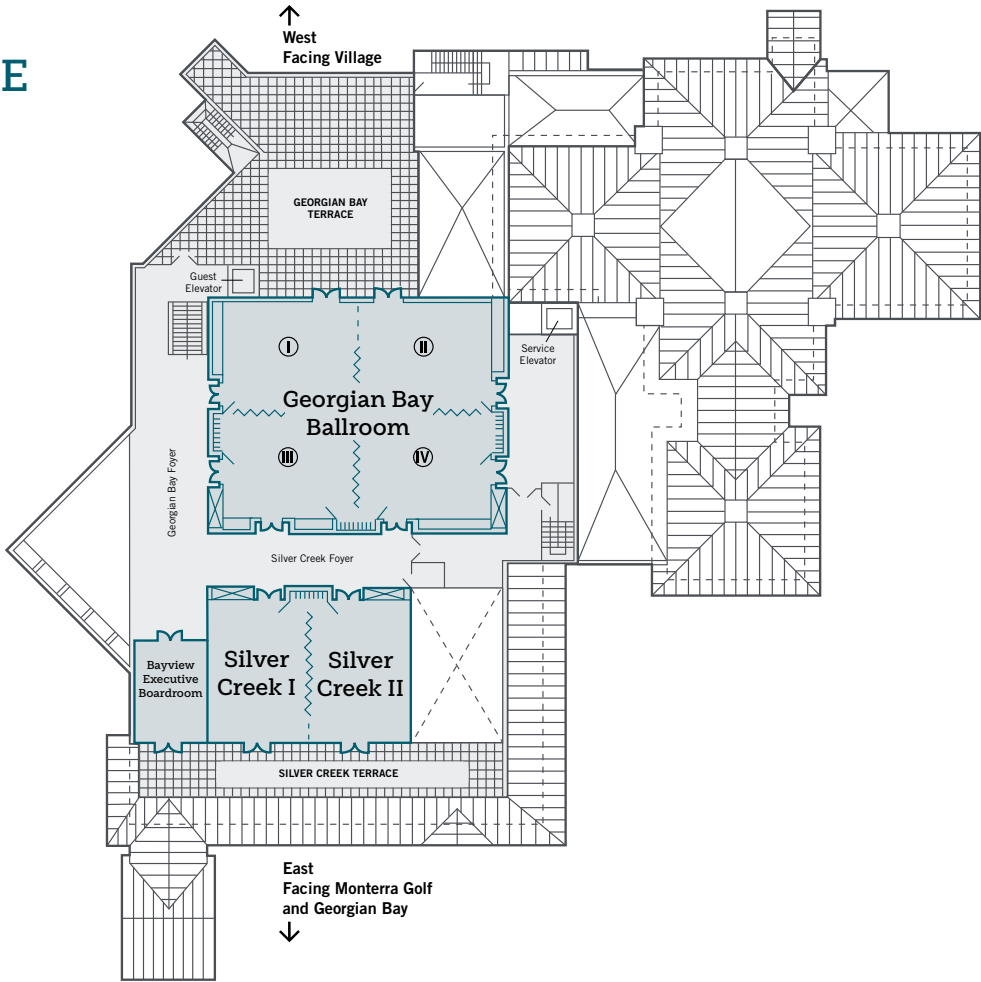 West
Facing Village
E
GEORGIAN BAY
TERRACE
Guest
Elevator
I
II
Service
Elevator
Georgian Bay
Ballroom
III
IV
Georgian Bay Foyer
Silver Creek Foyer
Bayview
Executive
Boardroom
Silver
Creek I
Silver
Creek II
SILVER CREEK TERRACE
East
Facing Monterra Golf
and Georgian Bay